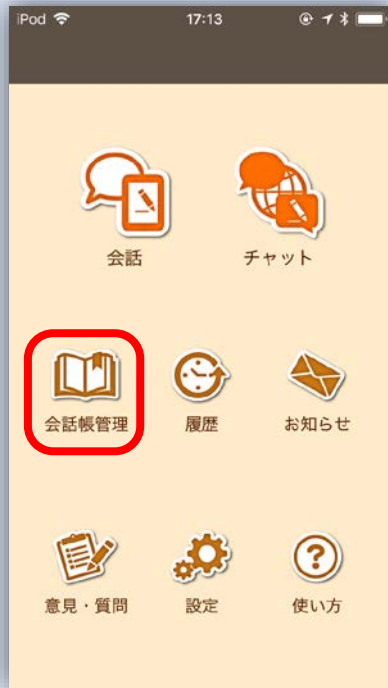 iPod 17:13
会話 チャット
会話帳管理 履歴 お知らせ
意見・質問 設定 使い方
?